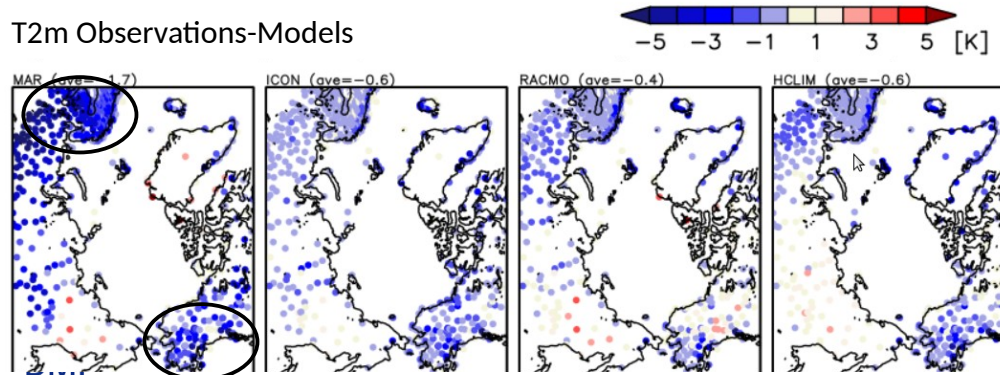 T2m Observations-Models
−5 −3 −1 1 3 5 [K]
MAR (ave=−1.7) ICON (ave=−0.6) RACMO (ave=−0.4) HCLIM (ave=−0.6)